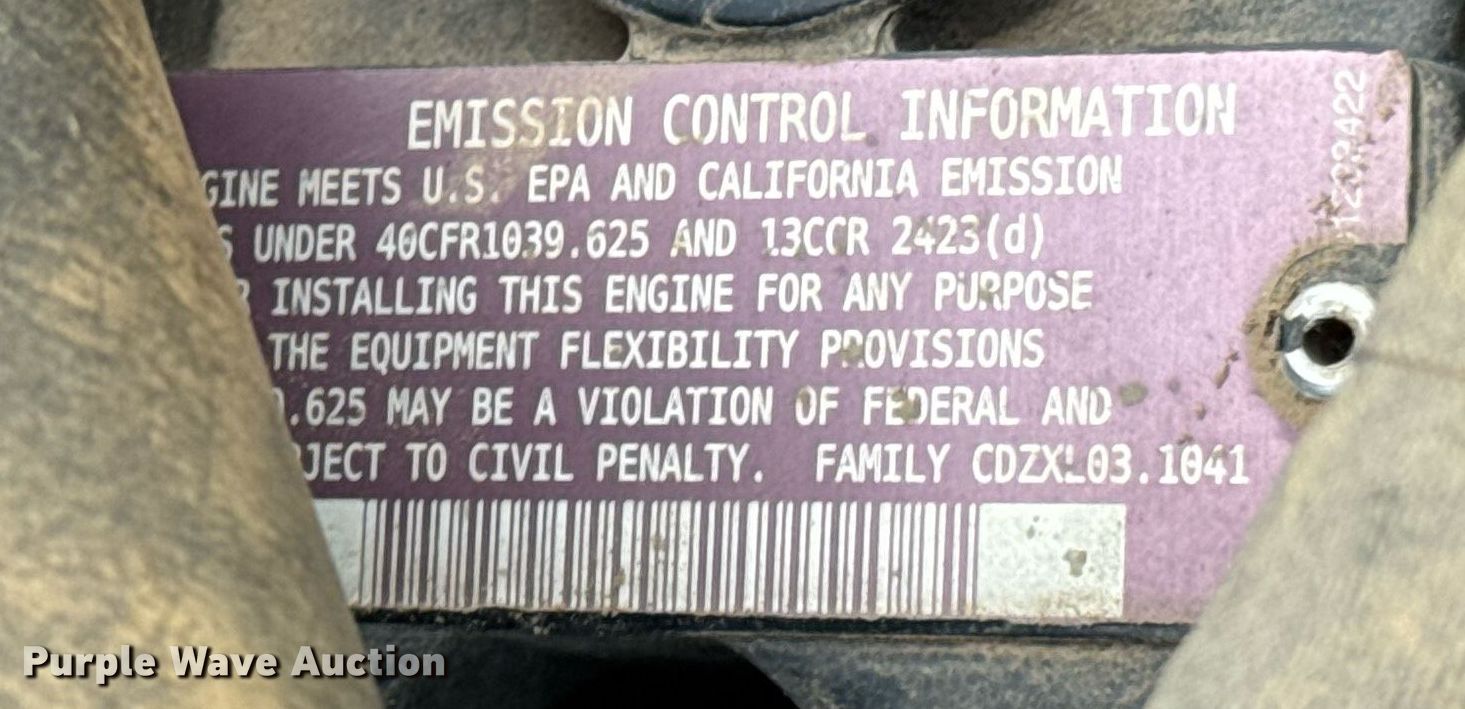 EMISSION CONTROL INFORMATION
GINE MEETS U.S. EPA AND CALIFORNIA EMISSION
S UNDER 40CFR1039.625 AND 13CCR 2423(d)
R INSTALLING THIS ENGINE FOR ANY PURPOSE
THE EQUIPMENT FLEXIBILITY PROVISIONS
.625 MAY BE A VIOLATION OF FEDERAL AND
JECT TO CIVIL PENALTY. FAMILY CDZXL03.1041
Purple Wave Auction